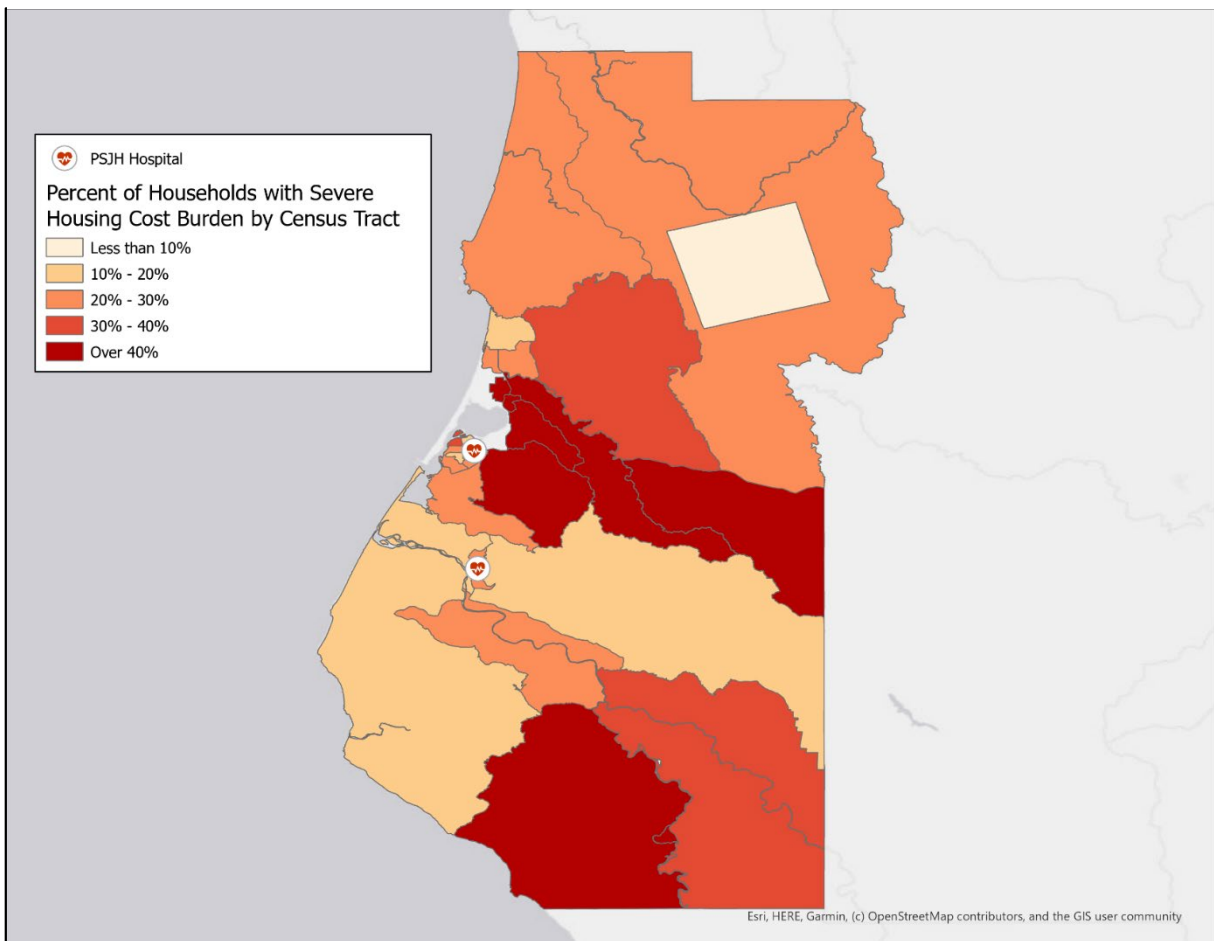 PSJH Hospital
Percent of Households with Severe
Housing Cost Burden by Census Tract
Less than 10%
10% - 20%
20% - 30%
30% - 40%
Over 40%
Esri, HERE, Garmin, (c) OpenStreetMap contributors, and the GIS user community